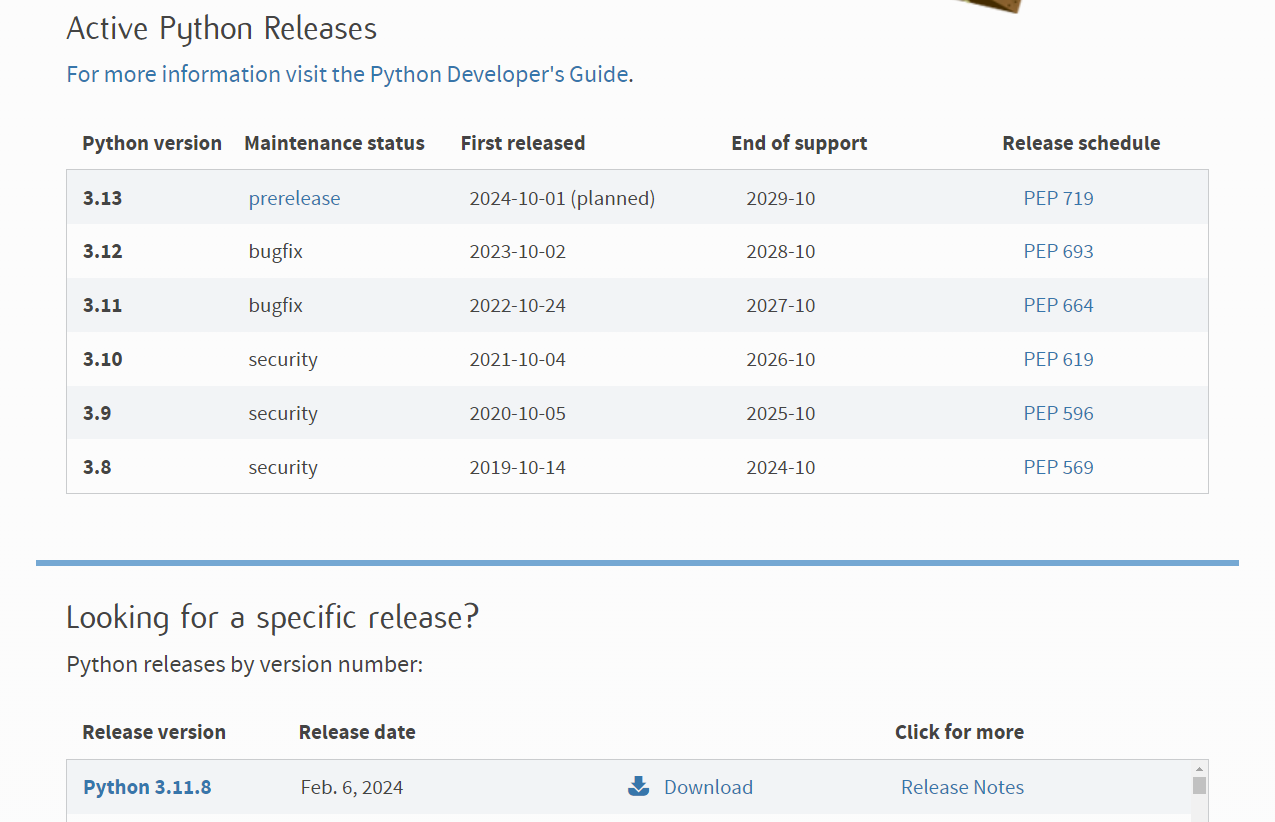 Active Python Releases
For more information visit the Python Developer's Guide.
Python version Maintenance status First released End of support Release schedule
3.13 prerelease 2024-10-01 (planned) 2029-10 PEP 719
3.12 bugfix 2023-10-02 2028-10 PEP 693
3.11 bugfix 2022-10-24 2027-10 PEP 664
3.10 security 2021-10-04 2026-10 PEP 619
3.9 security 2020-10-05 2025-10 PEP 596
3.8 security 2019-10-14 2024-10 PEP 569
Looking for a specific release?
Python releases by version number:
Release version Release date Click for more
Python 3.11.8 Feb. 6, 2024 Download Release Notes